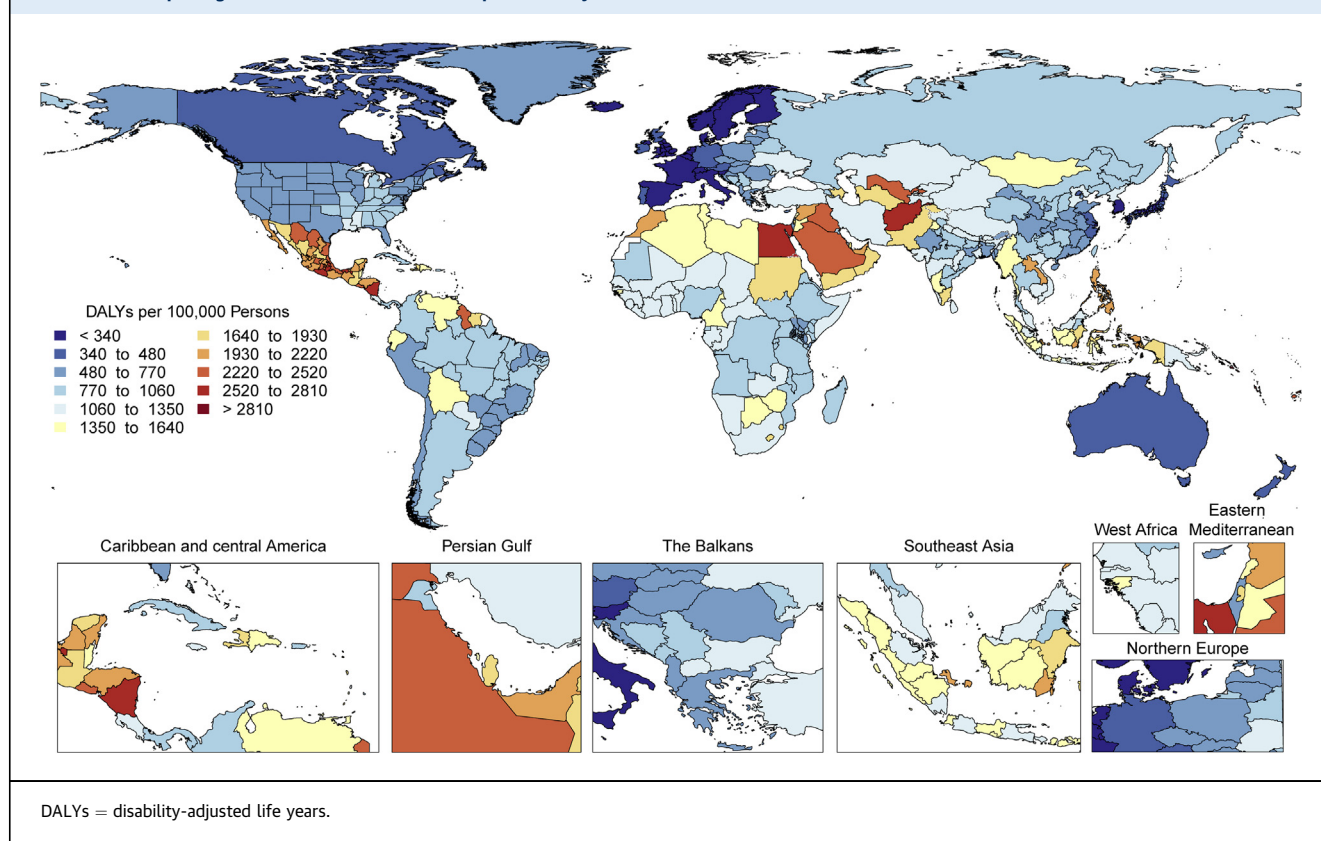 DALYs per 100,000 Persons
< 340
340 to 480
480 to 770
770 to 1060
1060 to 1350
1350 to 1640
1640 to 1930
1930 to 2220
2220 to 2520
2520 to 2810
> 2810
Caribbean and central America
Persian Gulf
The Balkans
Southeast Asia
West Africa
Eastern
Mediterranean
Northern Europe
DALYs = disability-adjusted life years.